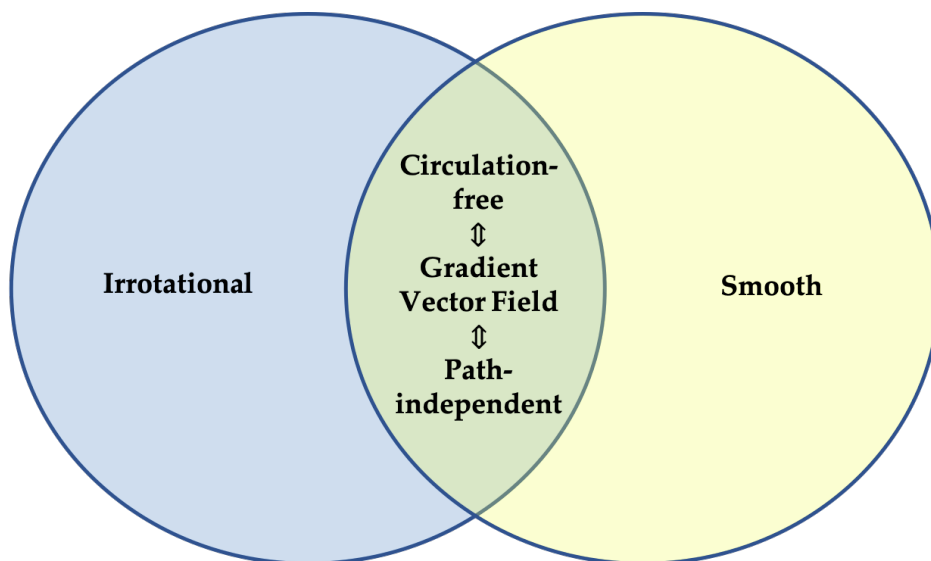 Circulation-
free
⇕
Gradient
Vector Field
⇕
Path-
independent
Irrotational
Smooth